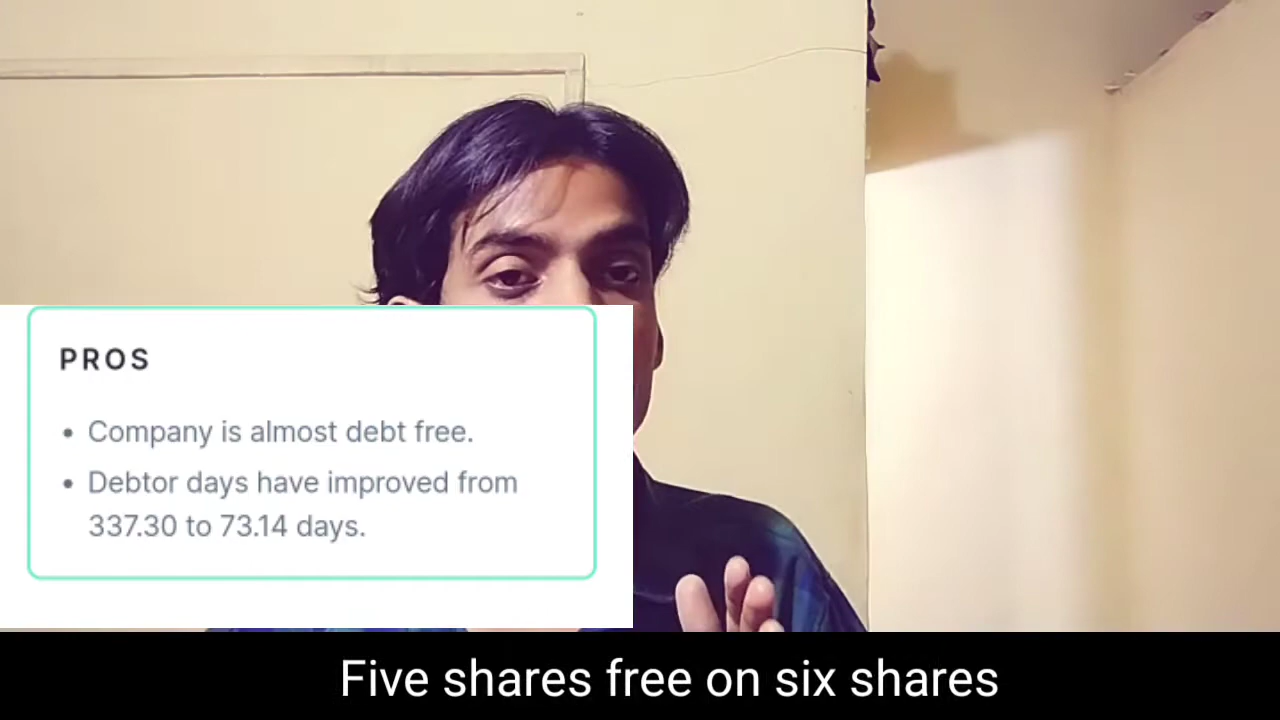 PROS
• Company is almost debt free.
• Debtor days have improved from
337.30 to 73.14 days.
Five shares free on six shares